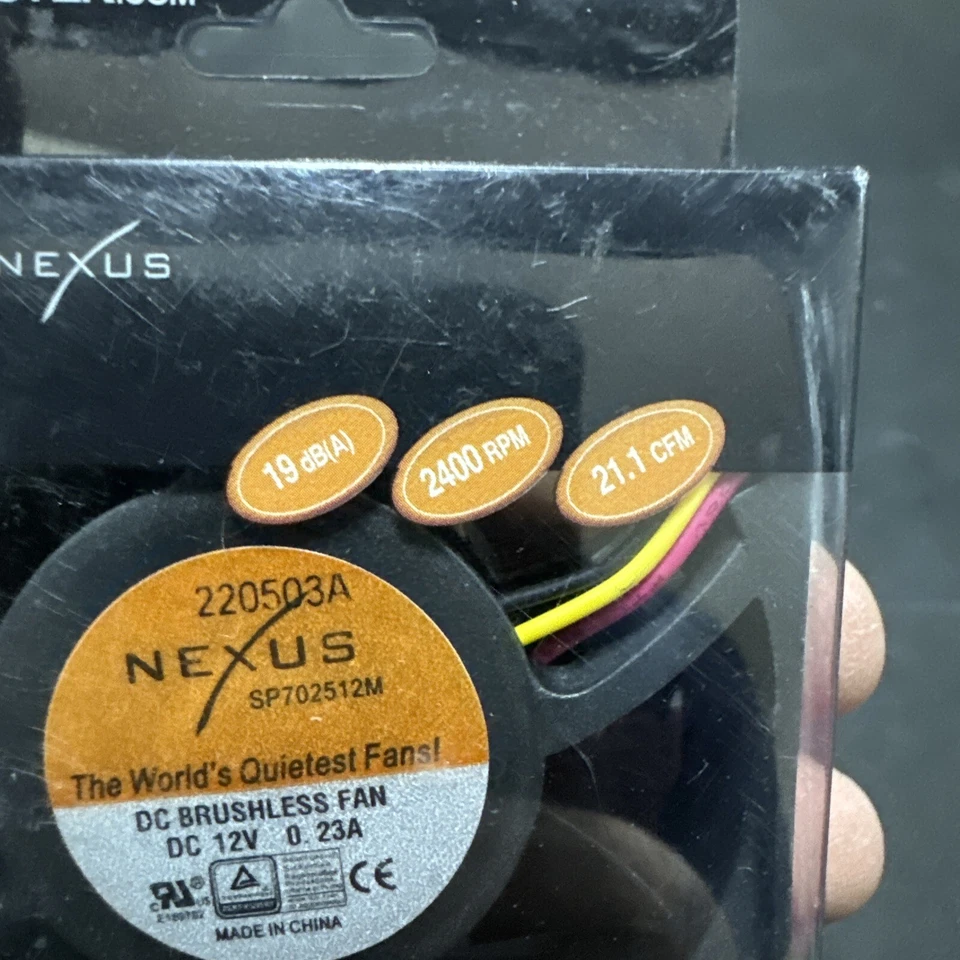 NEXUS
19 dB(A)
2400 RPM
21.1 CFM
220503A
NEXUS
SP702512M
The World's Quietest Fans!
DC BRUSHLESS FAN
DC 12V 0.23A
CE
MADE IN CHINA